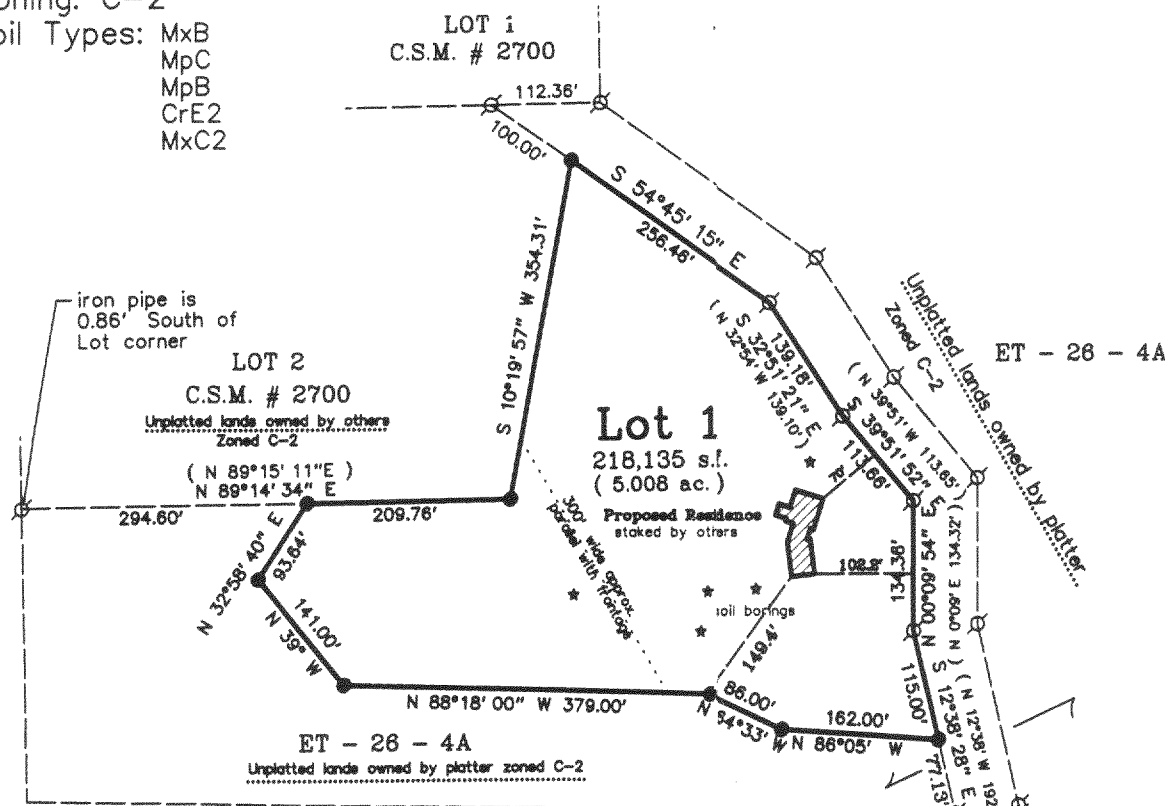 C-2
Types: MxB
MpC
MpB
CrE2
MxC2
LOT 1
C.S.M. # 2700
112.36'
100.00'
S 54°45' 15" E
256.46'
S 10°19' 57" W 354.31'
139.18'
S 32°51' 21" E
( N 32°54' W 139.10' )
Unplatted lands owned by platter
Zoned C-2
ET - 26 - 4A
( N 39°51' W 113.65' )
S 39°51' 52" E
113.66'
iron pipe is
0.86' South of
Lot corner
LOT 2
C.S.M. # 2700
Unplatted lands owned by others
Zoned C-2
( N 89°15' 11"E )
N 89°14' 34" E
294.60'
209.76'
Lot 1
218,135 s.f.
( 5.008 ac.)
Proposed Residence
staked by otrers
300' wide approx.
parallel with frontage
102.2'
134.36'
N 00°09' 54" E
( N 0°09' E 134.32' )
N 32°58' 40" E
93.64'
141.00'
N 39° W
soil borings
149.4'
115.00'
S 12°38' 28" E
( N 12°38' W 192
N 88°18' 00" W 379.00'
86.00'
N 54°33' W
162.00'
N 86°05' W
77.13'
ET - 26 - 4A
Unplatted lands owned by platter zoned C-2